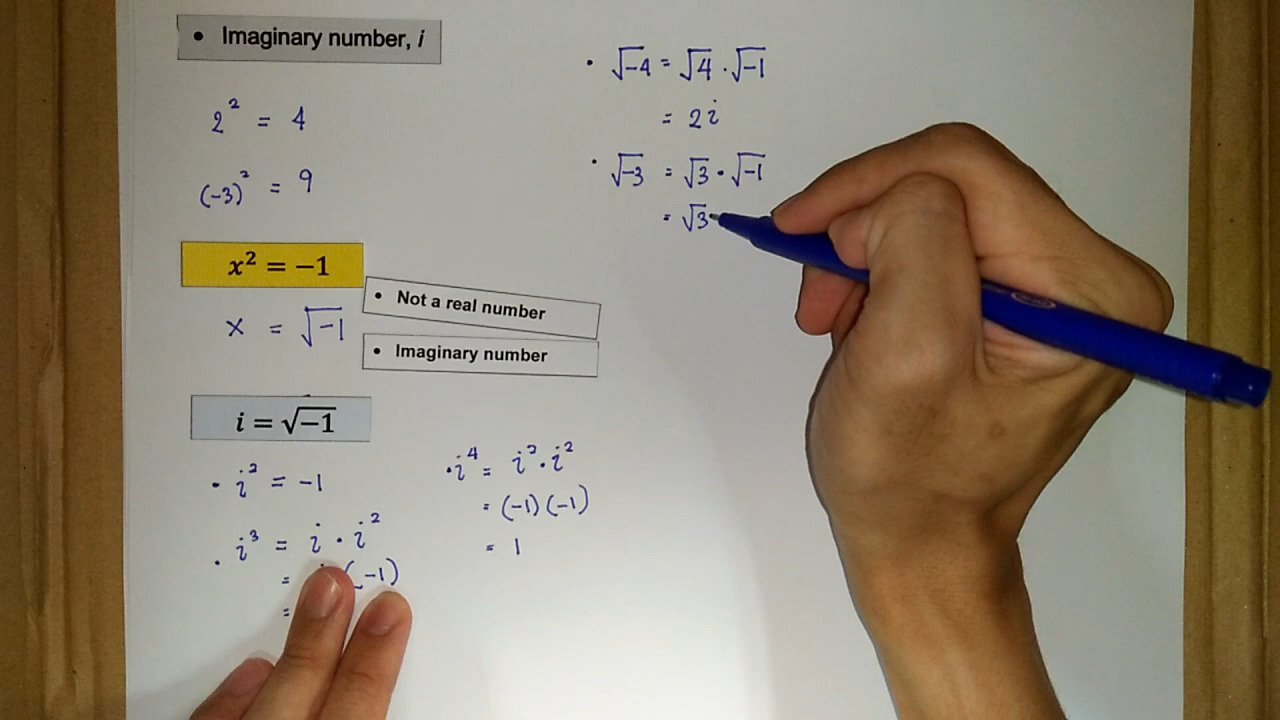 • Imaginary number, i
2² = 4
(-3)² = 9
x² = −1
x = √-1
• Not a real number
• Imaginary number
i = √−1
• i² = -1
• i³ = i • i²
= (-1)
=
• i⁴ = i² • i²
= (-1)(-1)
= 1
• √-4 = √4 . √-1
= 2i
• √-3 = √3 • √-1
= √3